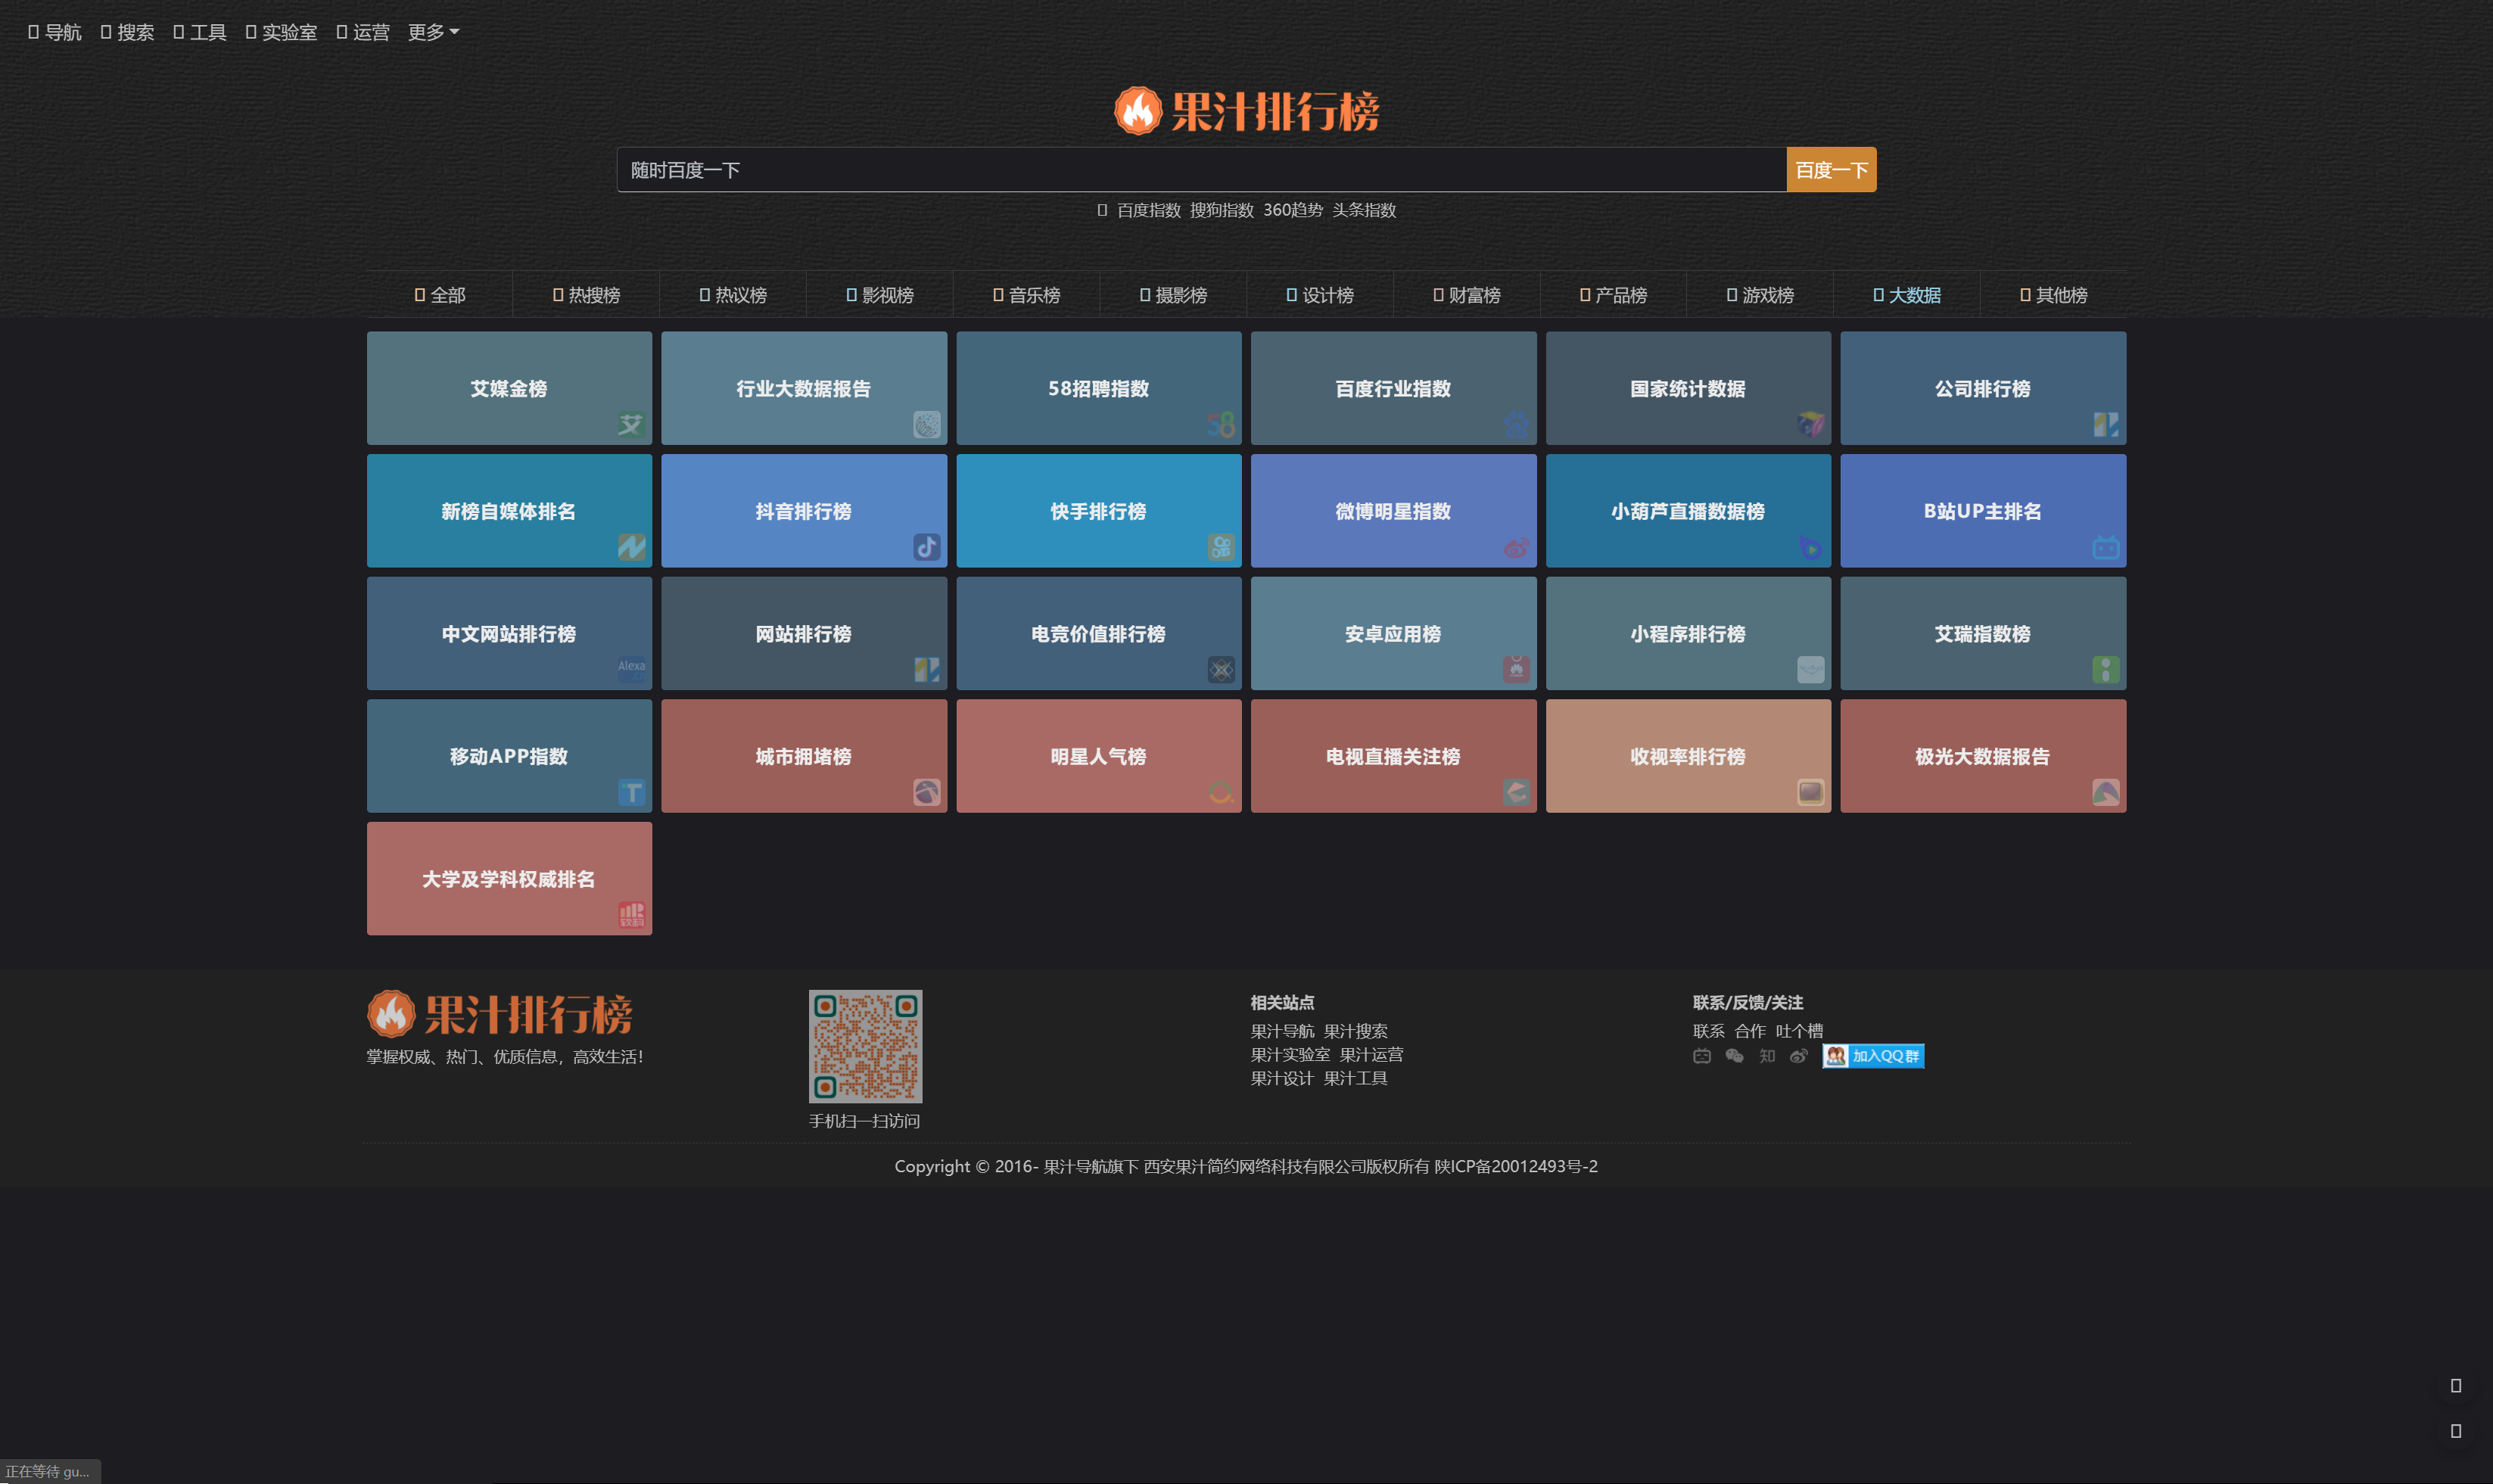 导航 搜索 工具 实验室 运营 更多
果汁排行榜
随时百度一下 百度一下
百度指数 搜狗指数 360趋势 头条指数
全部 热搜榜 热议榜 影视榜 音乐榜 摄影榜 设计榜 财富榜 产品榜 游戏榜 大数据 其他榜
艾媒金榜 行业大数据报告 58招聘指数 百度行业指数 国家统计数据 公司排行榜
艾 58
新榜自媒体排名 抖音排行榜 快手排行榜 微博明星指数 小葫芦直播数据榜 B站UP主排名
中文网站排行榜 网站排行榜 电竞价值排行榜 安卓应用榜 小程序排行榜 艾瑞指数榜
Alexa
移动APP指数 城市拥堵榜 明星人气榜 电视直播关注榜 收视率排行榜 极光大数据报告
T
大学及学科权威排名
软科
果汁排行榜
掌握权威、热门、优质信息，高效生活！
手机扫一扫访问
相关站点
果汁导航 果汁搜索
果汁实验室 果汁运营
果汁设计 果汁工具
联系/反馈/关注
联系 合作 吐个槽
知 加入QQ群
Copyright © 2016- 果汁导航旗下 西安果汁简约网络科技有限公司版权所有 陕ICP备20012493号-2
正在等待 gu...